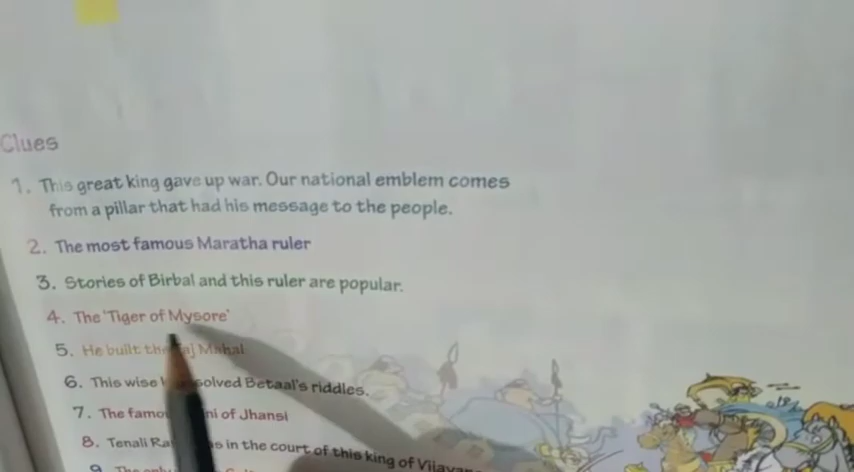 Clues
1. This great king gave up war. Our national emblem comes
from a pillar that had his message to the people.
2. The most famous Maratha ruler
3. Stories of Birbal and this ruler are popular.
4. The 'Tiger of Mysore'
5. He built the Taj Mahal
6. This wise solved Betaal's riddles.
7. The of Jhansi
8. Tenali in the court of this king of
9. The